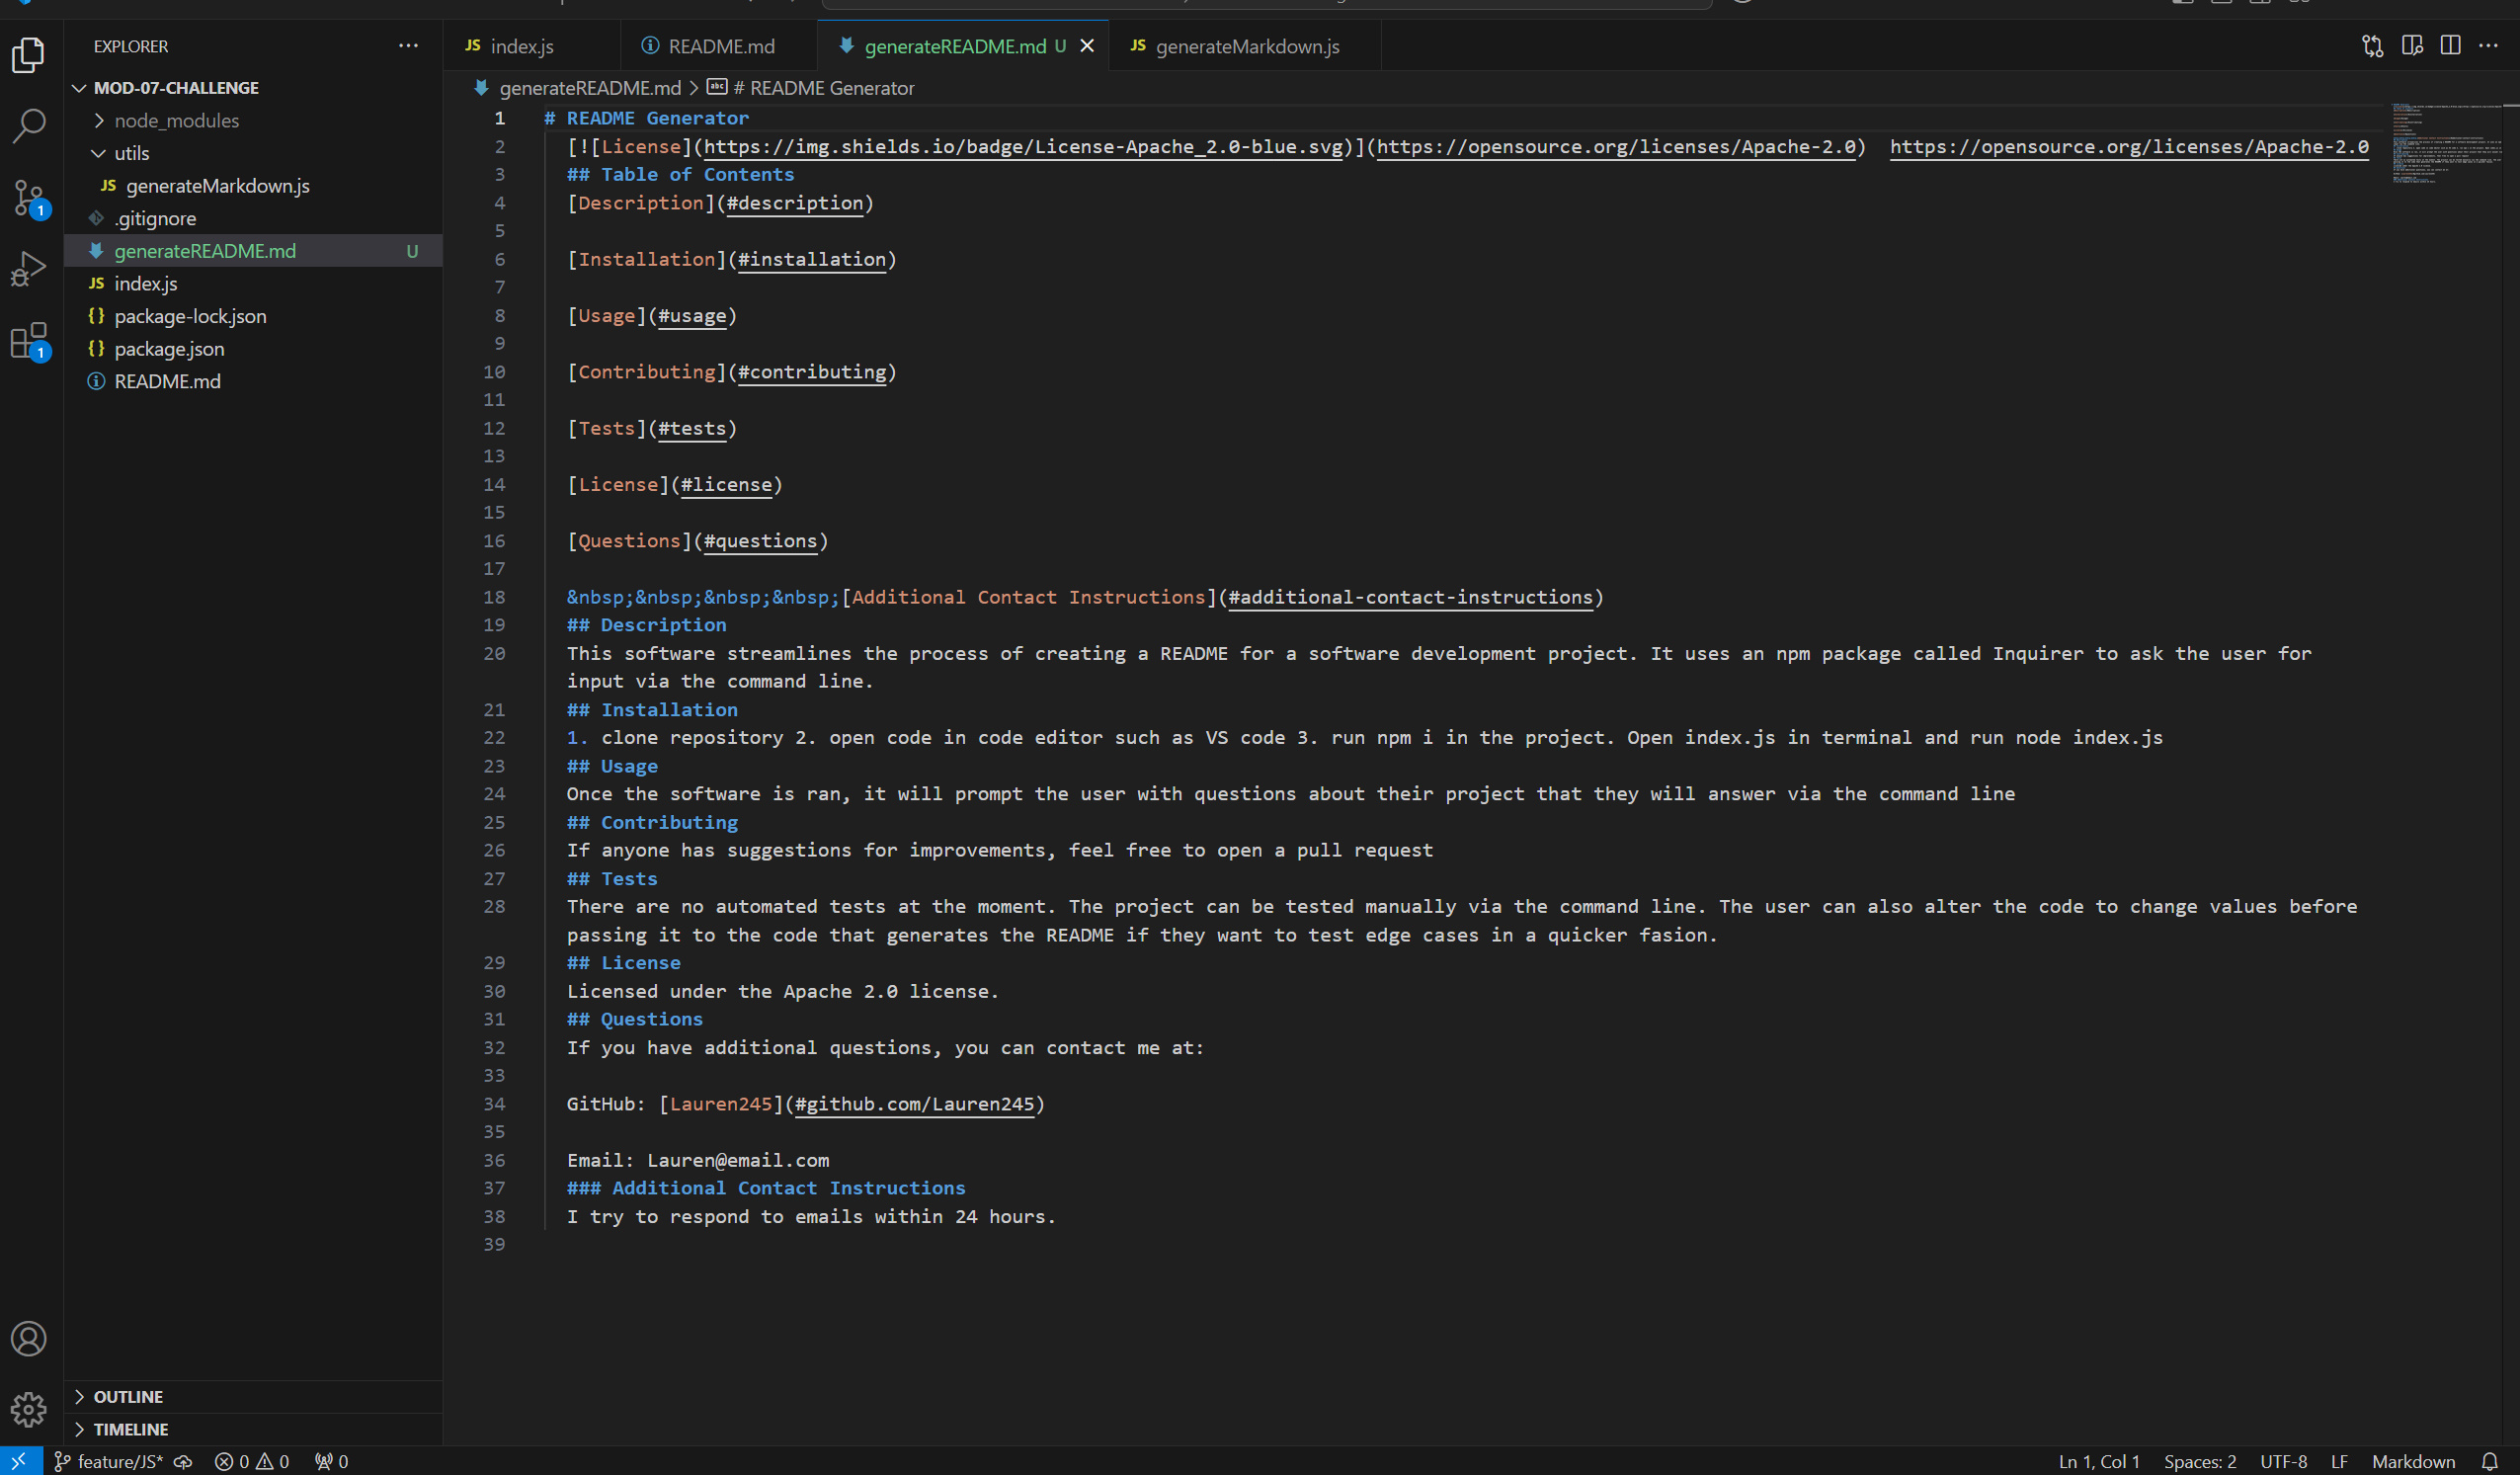 EXPLORER
MOD-07-CHALLENGE
node_modules
utils
JS generateMarkdown.js
.gitignore
generateREADME.md U
JS index.js
{} package-lock.json
{} package.json
README.md
OUTLINE
TIMELINE
1
1
JS index.js
README.md
generateREADME.md U
JS generateMarkdown.js
generateREADME.md > abc # README Generator
1 # README Generator
2 [![License](https://img.shields.io/badge/License-Apache_2.0-blue.svg)](https://opensource.org/licenses/Apache-2.0) https://opensource.org/licenses/Apache-2.0
3 ## Table of Contents
4 [Description](#description)
5
6 [Installation](#installation)
7
8 [Usage](#usage)
9
10 [Contributing](#contributing)
11
12 [Tests](#tests)
13
14 [License](#license)
15
16 [Questions](#questions)
17
18 &nbsp;&nbsp;&nbsp;&nbsp;[Additional Contact Instructions](#additional-contact-instructions)
19 ## Description
20 This software streamlines the process of creating a README for a software development project. It uses an npm package called Inquirer to ask the user for
input via the command line.
21 ## Installation
22 1. clone repository 2. open code in code editor such as VS code 3. run npm i in the project. Open index.js in terminal and run node index.js
23 ## Usage
24 Once the software is ran, it will prompt the user with questions about their project that they will answer via the command line
25 ## Contributing
26 If anyone has suggestions for improvements, feel free to open a pull request
27 ## Tests
28 There are no automated tests at the moment. The project can be tested manually via the command line. The user can also alter the code to change values before
passing it to the code that generates the README if they want to test edge cases in a quicker fasion.
29 ## License
30 Licensed under the Apache 2.0 license.
31 ## Questions
32 If you have additional questions, you can contact me at:
33
34 GitHub: [Lauren245](#github.com/Lauren245)
35
36 Email: Lauren@email.com
37 ### Additional Contact Instructions
38 I try to respond to emails within 24 hours.
39
feature/JS* 0 0 0
Ln 1, Col 1 Spaces: 2 UTF-8 LF Markdown